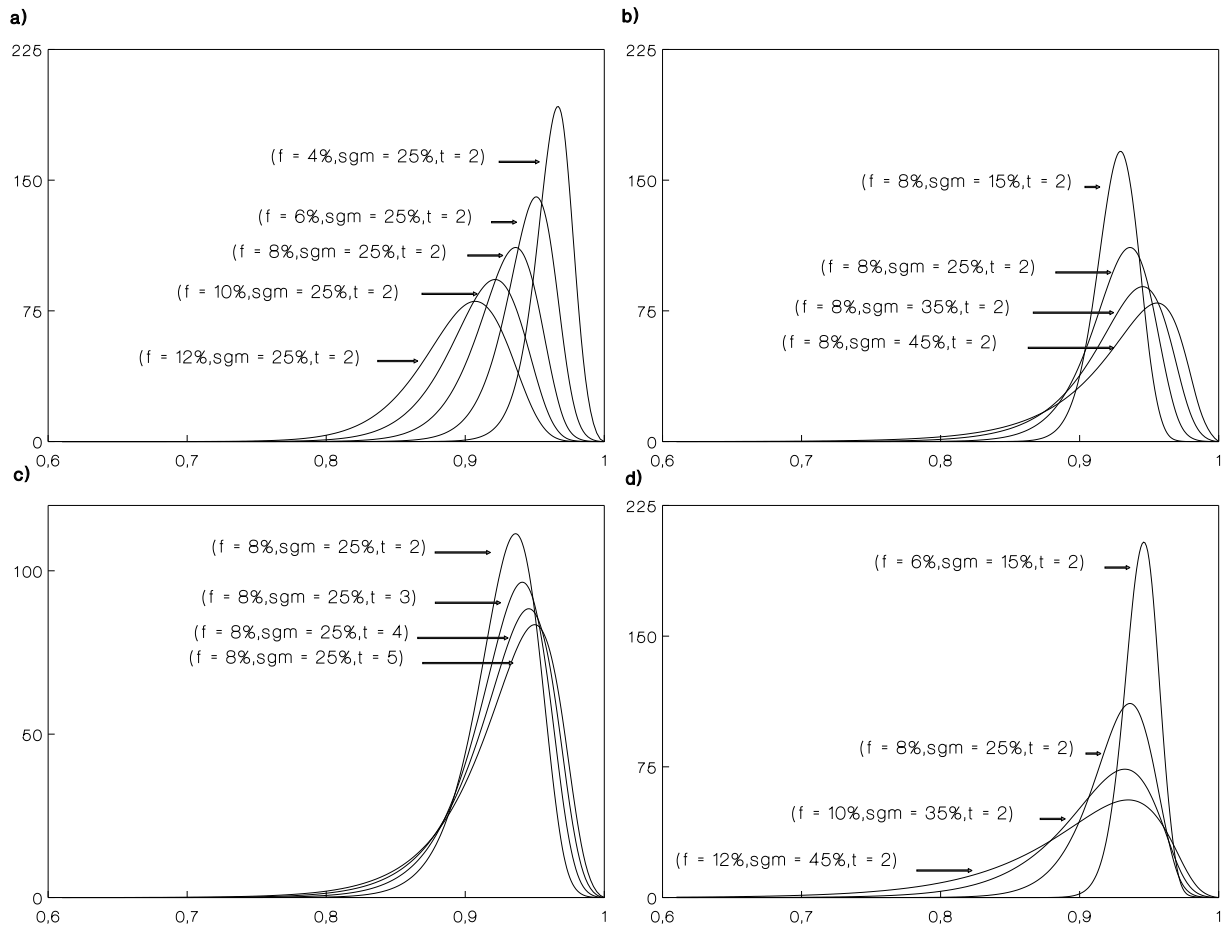 a)
225
150
75
0
(f = 4%,sgm = 25%,t = 2)
(f = 6%,sgm = 25%,t = 2)
(f = 8%,sgm = 25%,t = 2)
(f = 10%,sgm = 25%,t = 2)
(f = 12%,sgm = 25%,t = 2)
0,6 0,7 0,8 0,9 1
b)
225
150
75
0
(f = 8%,sgm = 15%,t = 2)
(f = 8%,sgm = 25%,t = 2)
(f = 8%,sgm = 35%,t = 2)
(f = 8%,sgm = 45%,t = 2)
0,6 0,7 0,8 0,9 1
c)
100
50
0
(f = 8%,sgm = 25%,t = 2)
(f = 8%,sgm = 25%,t = 3)
(f = 8%,sgm = 25%,t = 4)
(f = 8%,sgm = 25%,t = 5)
0,6 0,7 0,8 0,9 1
d)
225
150
75
0
(f = 6%,sgm = 15%,t = 2)
(f = 8%,sgm = 25%,t = 2)
(f = 10%,sgm = 35%,t = 2)
(f = 12%,sgm = 45%,t = 2)
0,6 0,7 0,8 0,9 1